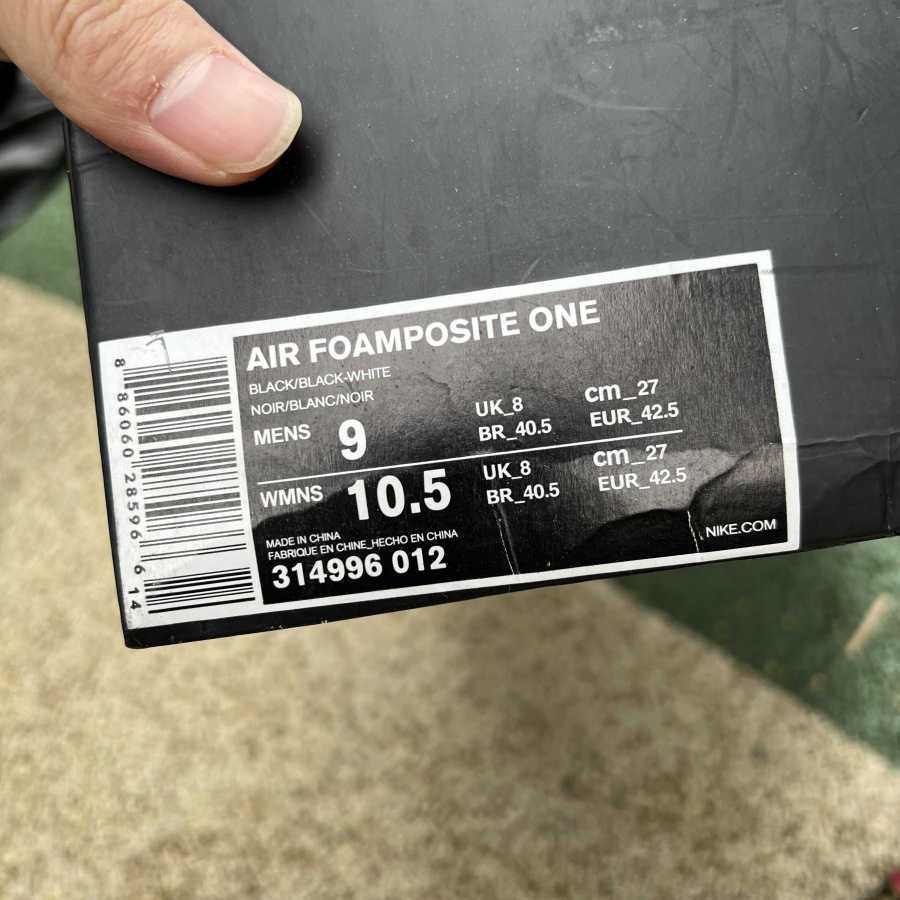 AIR FOAMPOSITE ONE
BLACK/BLACK-WHITE
NOIR/BLANC/NOIR
MENS 9 UK_8 cm_27
BR_40.5 EUR_42.5
WMNS 10.5 UK_8 cm_27
BR_40.5 EUR_42.5
MADE IN CHINA
FABRIQUE EN CHINE_HECHO EN CHINA
314996 012
NIKE.COM
8 86060 28596 6 14